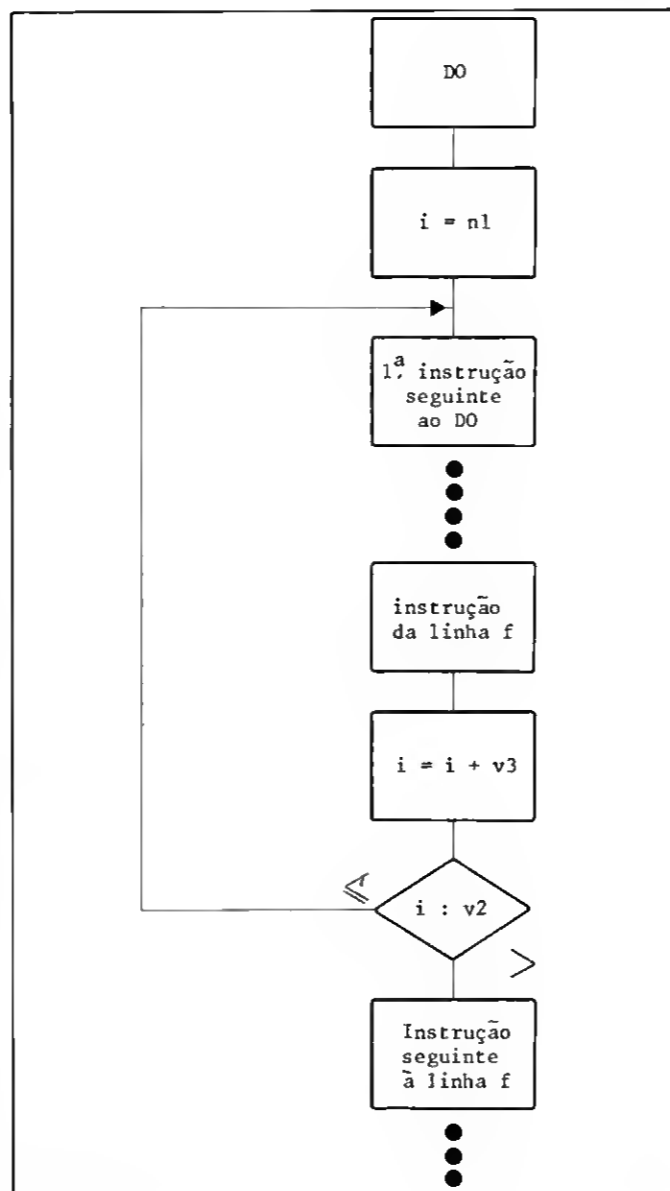 DO
i = n1
1ª. instrução
seguinte
ao DO
instrução
da linha f
i = i + v3
≤
i : v2
>
Instrução
seguinte
à linha f